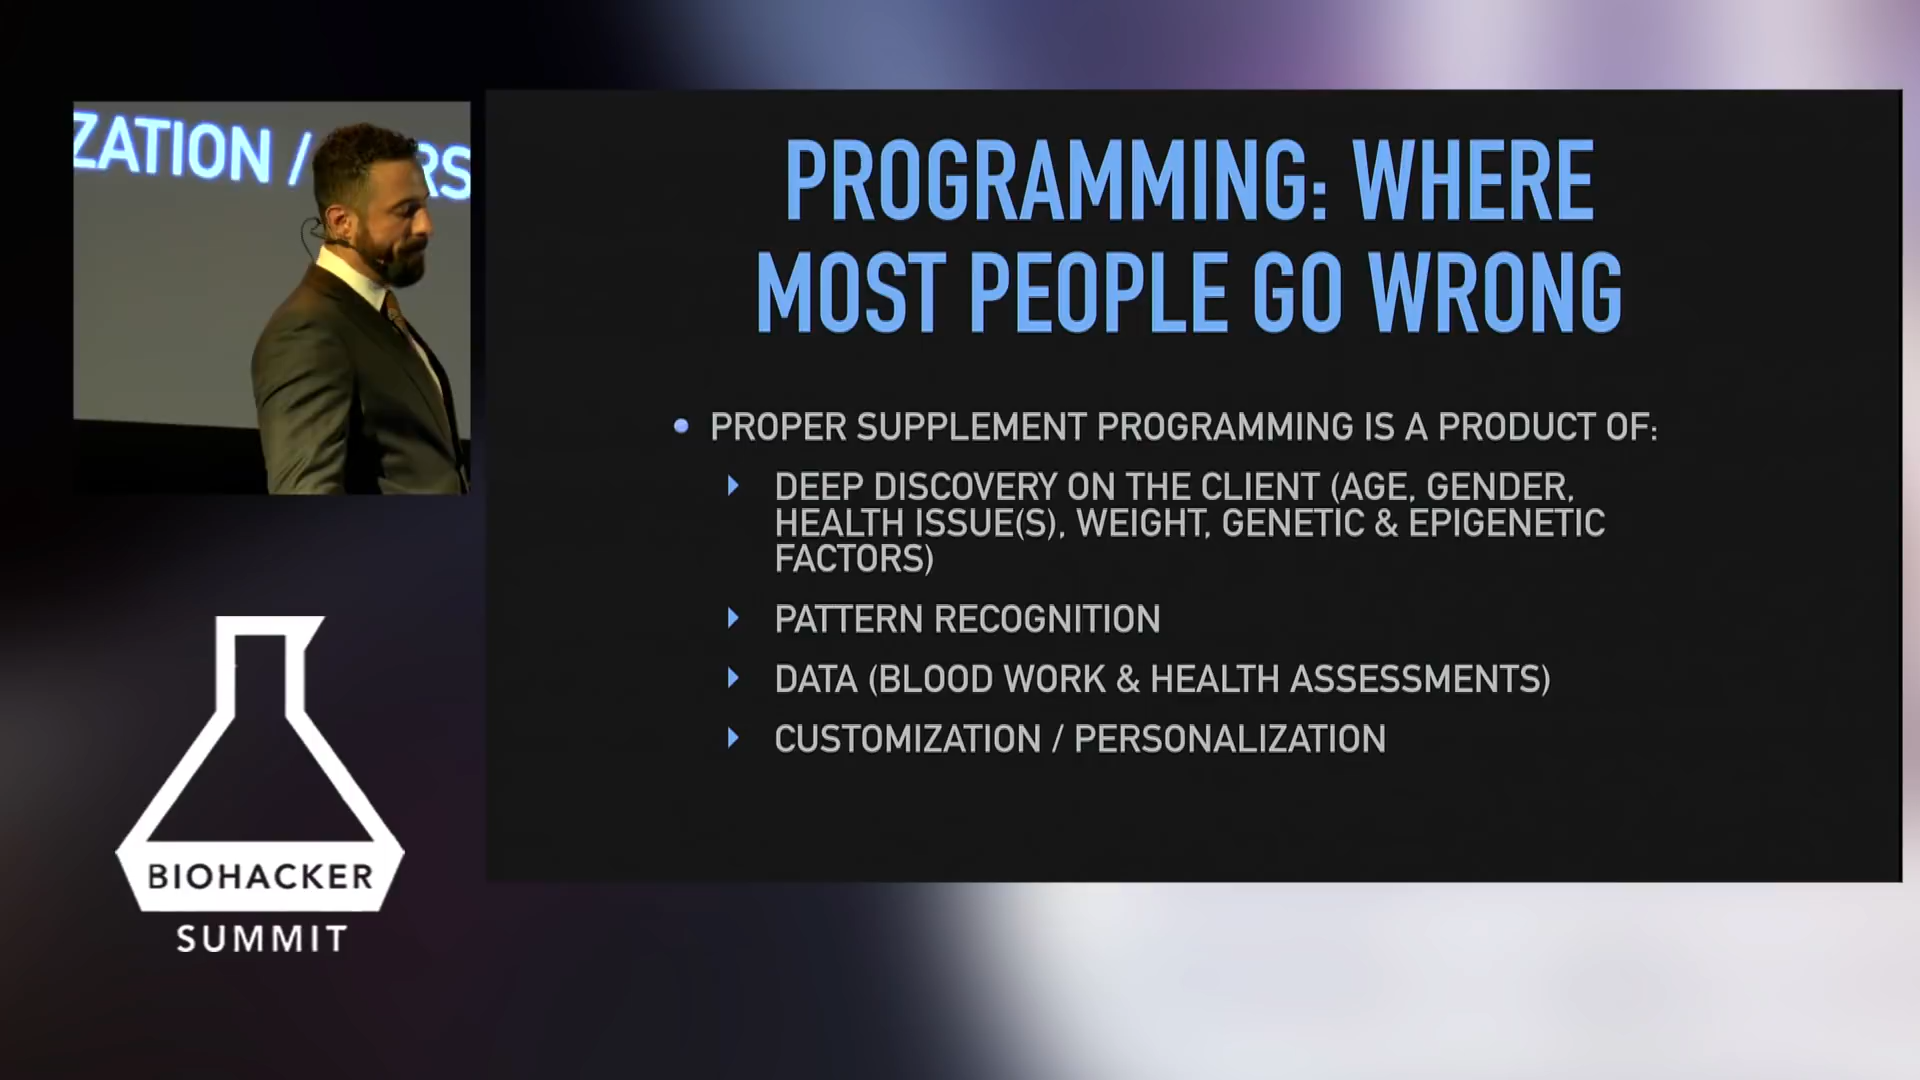 ZATION /
RS
PROGRAMMING: WHERE
MOST PEOPLE GO WRONG
PROPER SUPPLEMENT PROGRAMMING IS A PRODUCT OF:
DEEP DISCOVERY ON THE CLIENT (AGE, GENDER,
HEALTH ISSUE(S), WEIGHT, GENETIC & EPIGENETIC
FACTORS)
PATTERN RECOGNITION
DATA (BLOOD WORK & HEALTH ASSESSMENTS)
CUSTOMIZATION / PERSONALIZATION
BIOHACKER
SUMMIT